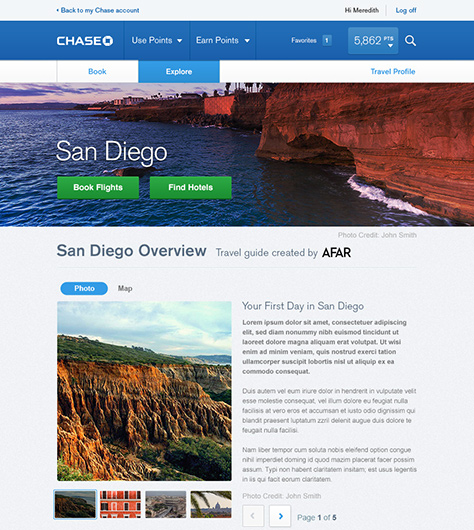 Back to my Chase account
Hi Meredith
Log off
CHASE
Use Points
Earn Points
Favorites 1
5,862 PTS
Book
Explore
Travel Profile
San Diego
Book Flights
Find Hotels
Photo Credit: John Smith
San Diego Overview
Travel guide created by AFAR
Photo
Map
Your First Day in San Diego
Lorem ipsum dolor sit amet, consectetuer adipiscing
elit, sed diam nonummy nibh euismod tincidunt ut
laoreet dolore magna aliquam erat volutpat. Ut wisi
enim ad minim veniam, quis nostrud exerci tation
ullamcorper suscipit lobortis nisl ut aliquip ex ea
commodo consequat.
Duis autem vel eum iriure dolor in hendrerit in vulputate velit
esse molestie consequat, vel illum dolore eu feugiat nulla
facilisis at vero eros et accumsan et iusto odio dignissim qui
blandit praesent luptatum zzril delenit augue duis dolore te
feugait nulla facilisi.
Nam liber tempor cum soluta nobis eleifend option congue
nihil imperdiet doming id quod mazim placerat facer possim
assum. Typi non habent claritatem insitam; est usus legentis
in iis qui facit eorum claritatem.
Photo Credit: John Smith
Page 1 of 5